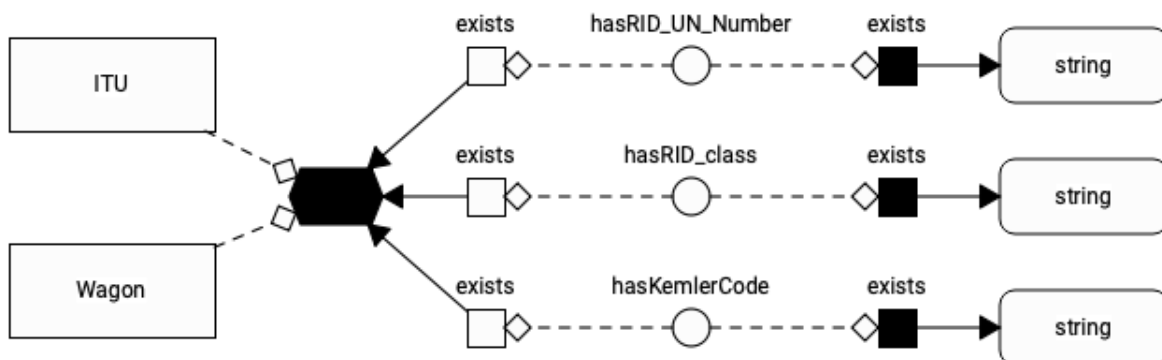 exists hasRID_UN_Number exists
ITU
string
exists hasRID_class exists
string
Wagon
exists hasKemlerCode exists
string